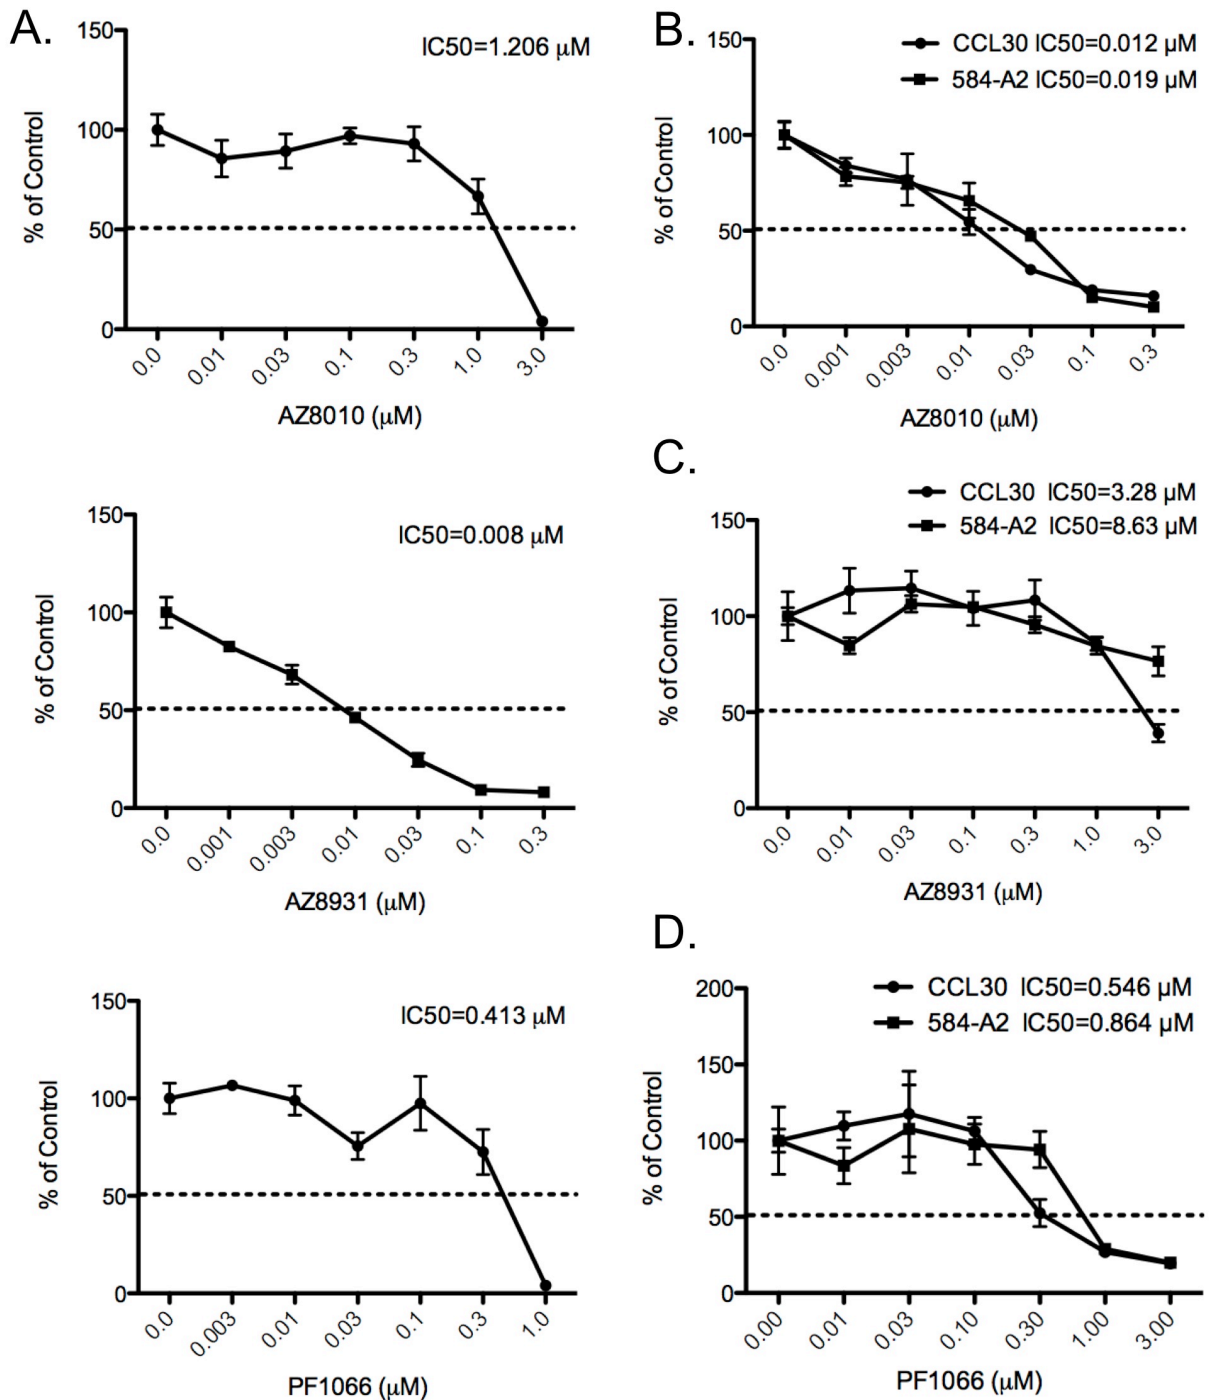 A.
150
100
50
0
% of Control
IC50=1.206 µM
0.0 0.01 0.03 0.1 0.3 1.0 3.0
AZ8010 (µM)
150
100
50
0
% of Control
IC50=0.008 µM
0.0 0.001 0.003 0.01 0.03 0.1 0.3
AZ8931 (µM)
150
100
50
0
% of Control
IC50=0.413 µM
0.0 0.003 0.01 0.03 0.1 0.3 1.0
PF1066 (µM)
B.
150
100
50
0
% of Control
CCL30 IC50=0.012 µM
584-A2 IC50=0.019 µM
0.0 0.001 0.003 0.01 0.03 0.1 0.3
AZ8010 (µM)
C.
150
100
50
0
% of Control
CCL30 IC50=3.28 µM
584-A2 IC50=8.63 µM
0.0 0.01 0.03 0.1 0.3 1.0 3.0
AZ8931 (µM)
D.
200
150
100
50
0
% of Control
CCL30 IC50=0.546 µM
584-A2 IC50=0.864 µM
0.00 0.01 0.03 0.10 0.30 1.00 3.00
PF1066 (µM)